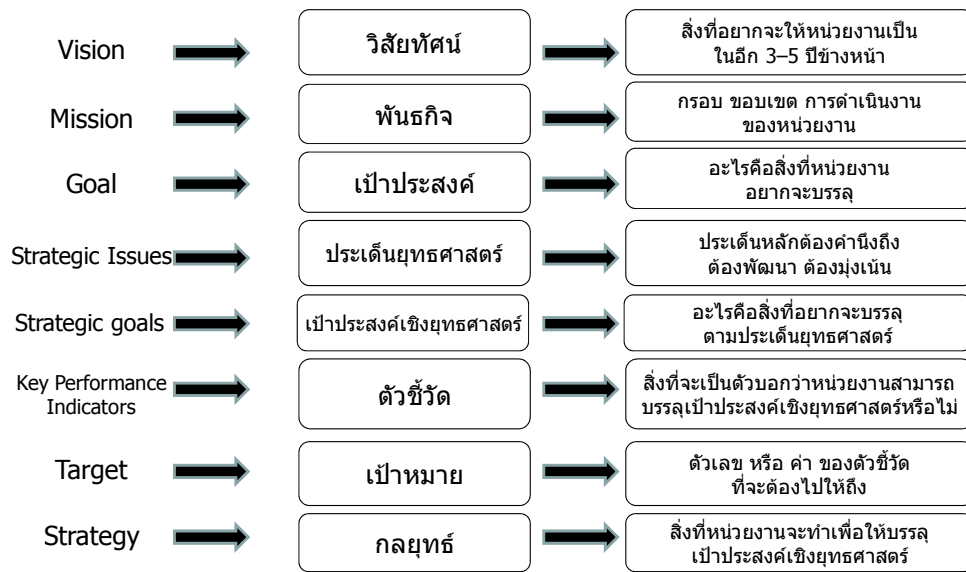 Vision
วิสัยทัศน์
สิ่งที่อยากจะให้หน่วยงานเป็น
ในอีก 3–5 ปีข้างหน้า
Mission
พันธกิจ
กรอบ ขอบเขต การดำเนินงาน
ของหน่วยงาน
Goal
เป้าประสงค์
อะไรคือสิ่งที่หน่วยงาน
อยากจะบรรลุ
Strategic Issues
ประเด็นยุทธศาสตร์
ประเด็นหลักต้องคำนึงถึง
ต้องพัฒนา ต้องมุ่งเน้น
Strategic goals
เป้าประสงค์เชิงยุทธศาสตร์
อะไรคือสิ่งที่อยากจะบรรลุ
ตามประเด็นยุทธศาสตร์
Key Performance
Indicators
ตัวชี้วัด
สิ่งที่จะเป็นตัวบอกว่าหน่วยงานสามารถ
บรรลุเป้าประสงค์เชิงยุทธศาสตร์หรือไม่
Target
เป้าหมาย
ตัวเลข หรือ ค่า ของตัวชี้วัด
ที่จะต้องไปให้ถึง
Strategy
กลยุทธ์
สิ่งที่หน่วยงานจะทำเพื่อให้บรรลุ
เป้าประสงค์เชิงยุทธศาสตร์